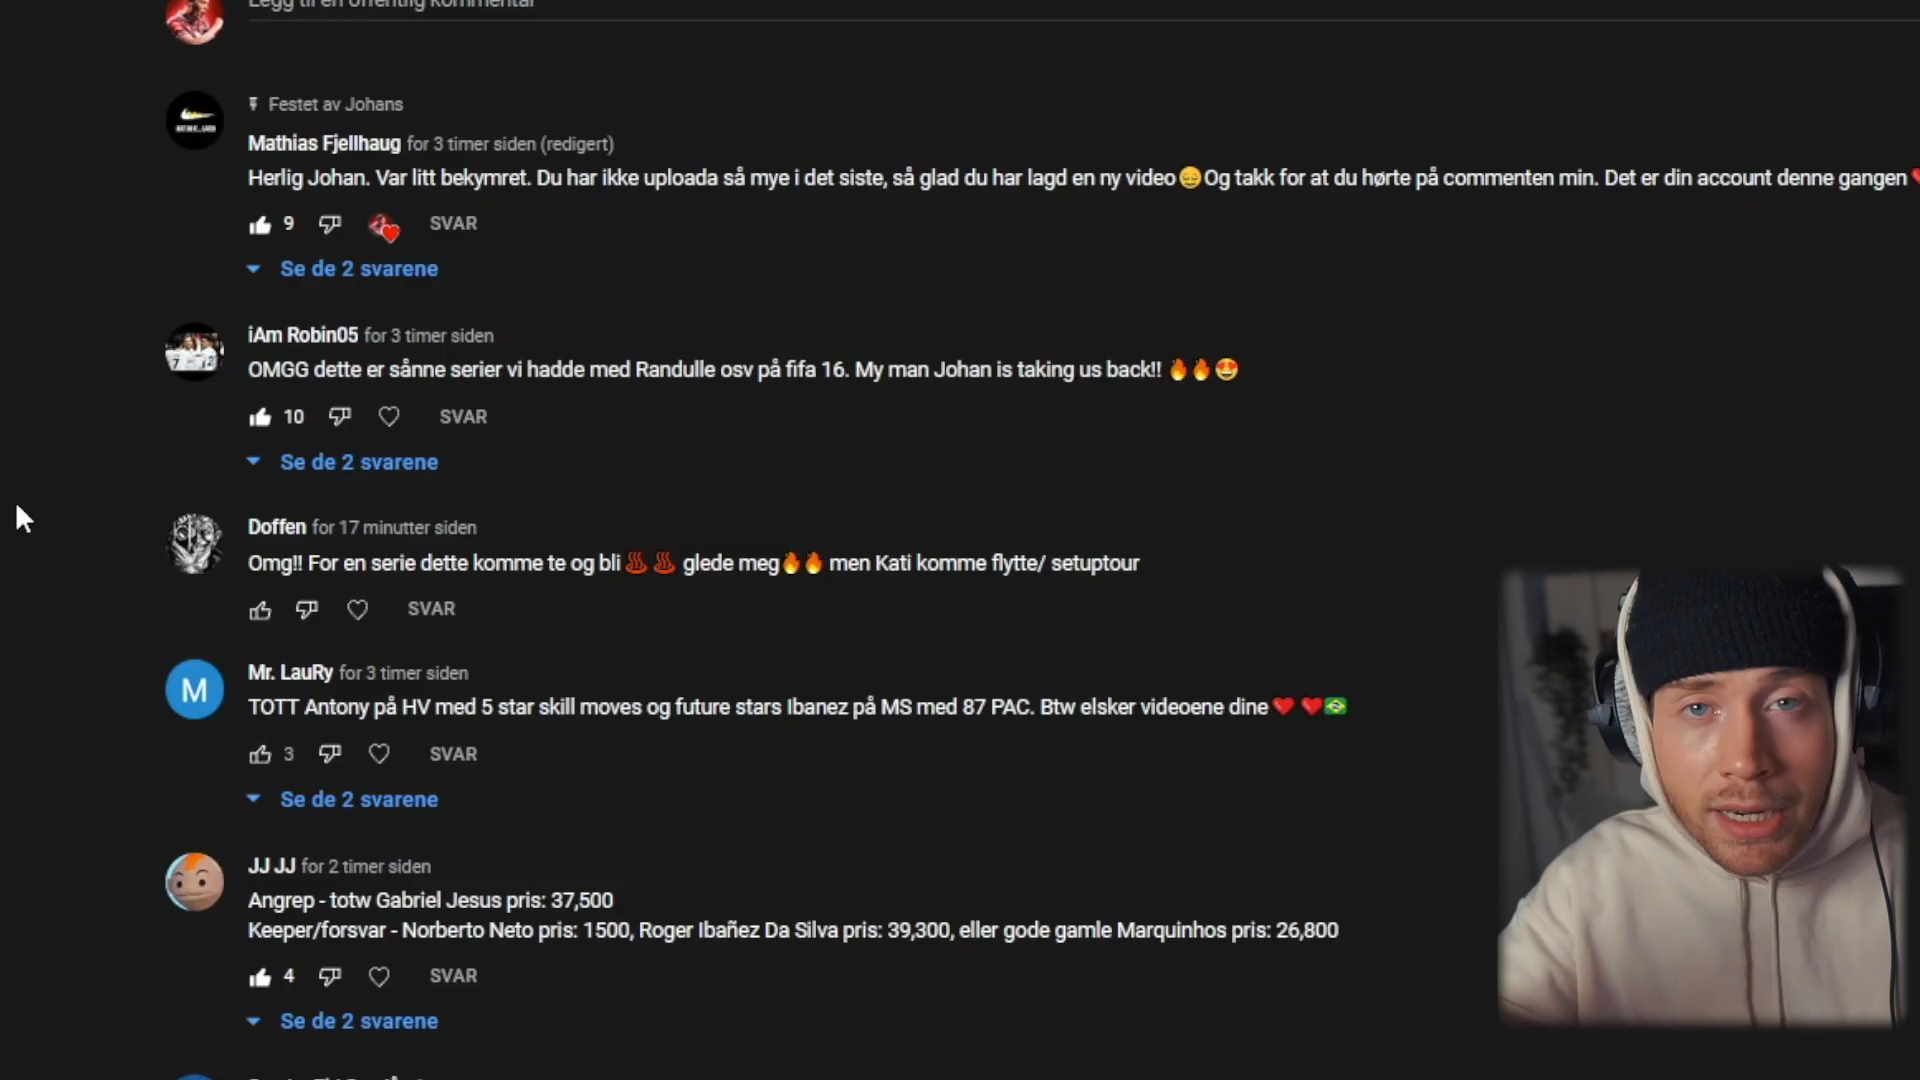 Legg til en offentlig kommentar
Festet av Johans
Mathias Fjellhaug for 3 timer siden (redigert)
Herlig Johan. Var litt bekymret. Du har ikke uploada så mye i det siste, så glad du har lagd en ny video😄Og takk for at du hørte på commenten min. Det er din account denne gangen
9 SVAR
Se de 2 svarene
iAm Robin05 for 3 timer siden
OMGG dette er sånne serier vi hadde med Randulle osv på fifa 16. My man Johan is taking us back!! 🔥🔥😍
10 SVAR
Se de 2 svarene
Doffen for 17 minutter siden
Omg!! For en serie dette komme te og bli♨️♨️ glede meg🔥🔥 men Kati komme flytte/ setuptour
SVAR
M
Mr. LauRy for 3 timer siden
TOTT Antony på HV med 5 star skill moves og future stars Ibanez på MS med 87 PAC. Btw elsker videoene dine❤️❤️🇧🇷
3 SVAR
Se de 2 svarene
JJ JJ for 2 timer siden
Angrep - totw Gabriel Jesus pris: 37,500
Keeper/forsvar - Norberto Neto pris: 1500, Roger Ibañez Da Silva pris: 39,300, eller gode gamle Marquinhos pris: 26,800
4 SVAR
Se de 2 svarene